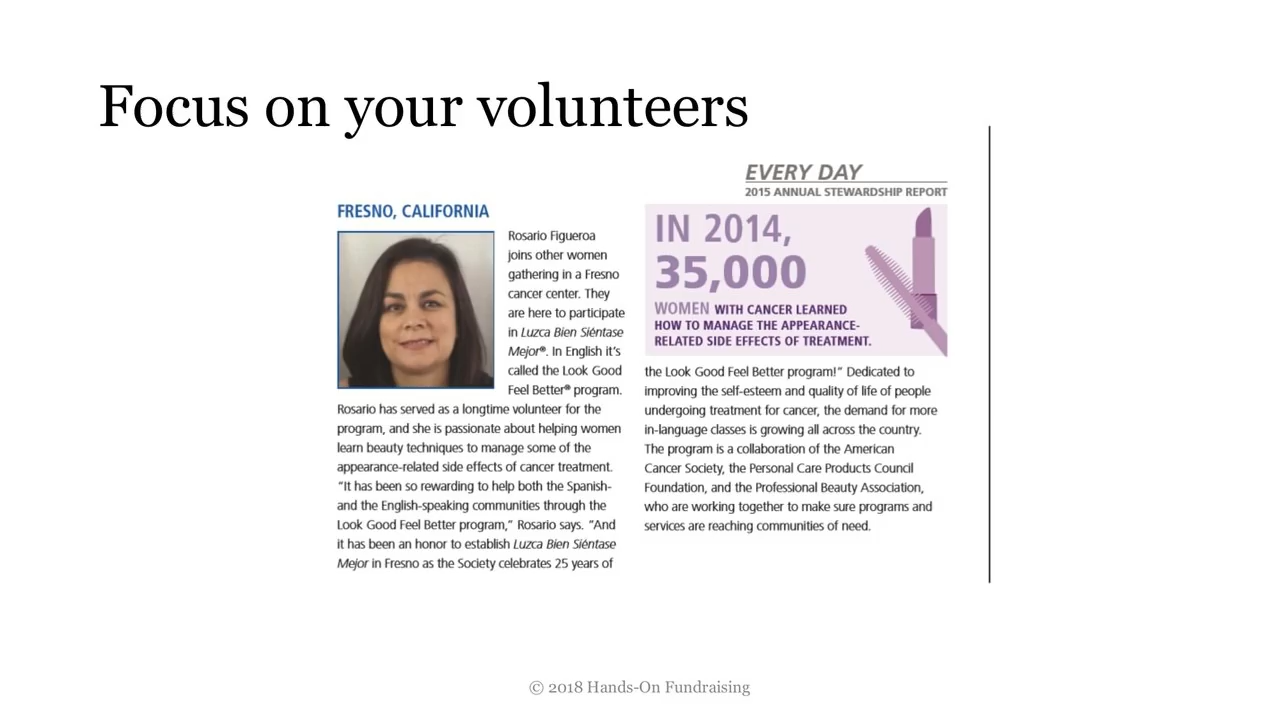 Focus on your volunteers
EVERY DAY
2015 ANNUAL STEWARDSHIP REPORT
FRESNO, CALIFORNIA
Rosario Figueroa
joins other women
gathering in a Fresno
cancer center. They
are here to participate
in Luzca Bien Siéntase
Mejor®. In English it’s
called the Look Good
Feel Better® program.
Rosario has served as a longtime volunteer for the
program, and she is passionate about helping women
learn beauty techniques to manage some of the
appearance-related side effects of cancer treatment.
“It has been so rewarding to help both the Spanish-
and the English-speaking communities through the
Look Good Feel Better program,” Rosario says. “And
it has been an honor to establish Luzca Bien Siéntase
Mejor in Fresno as the Society celebrates 25 years of
IN 2014,
35,000
WOMEN WITH CANCER LEARNED
HOW TO MANAGE THE APPEARANCE-
RELATED SIDE EFFECTS OF TREATMENT.
the Look Good Feel Better program!” Dedicated to
improving the self-esteem and quality of life of people
undergoing treatment for cancer, the demand for more
in-language classes is growing all across the country.
The program is a collaboration of the American
Cancer Society, the Personal Care Products Council
Foundation, and the Professional Beauty Association,
who are working together to make sure programs and
services are reaching communities of need.
© 2018 Hands-On Fundraising